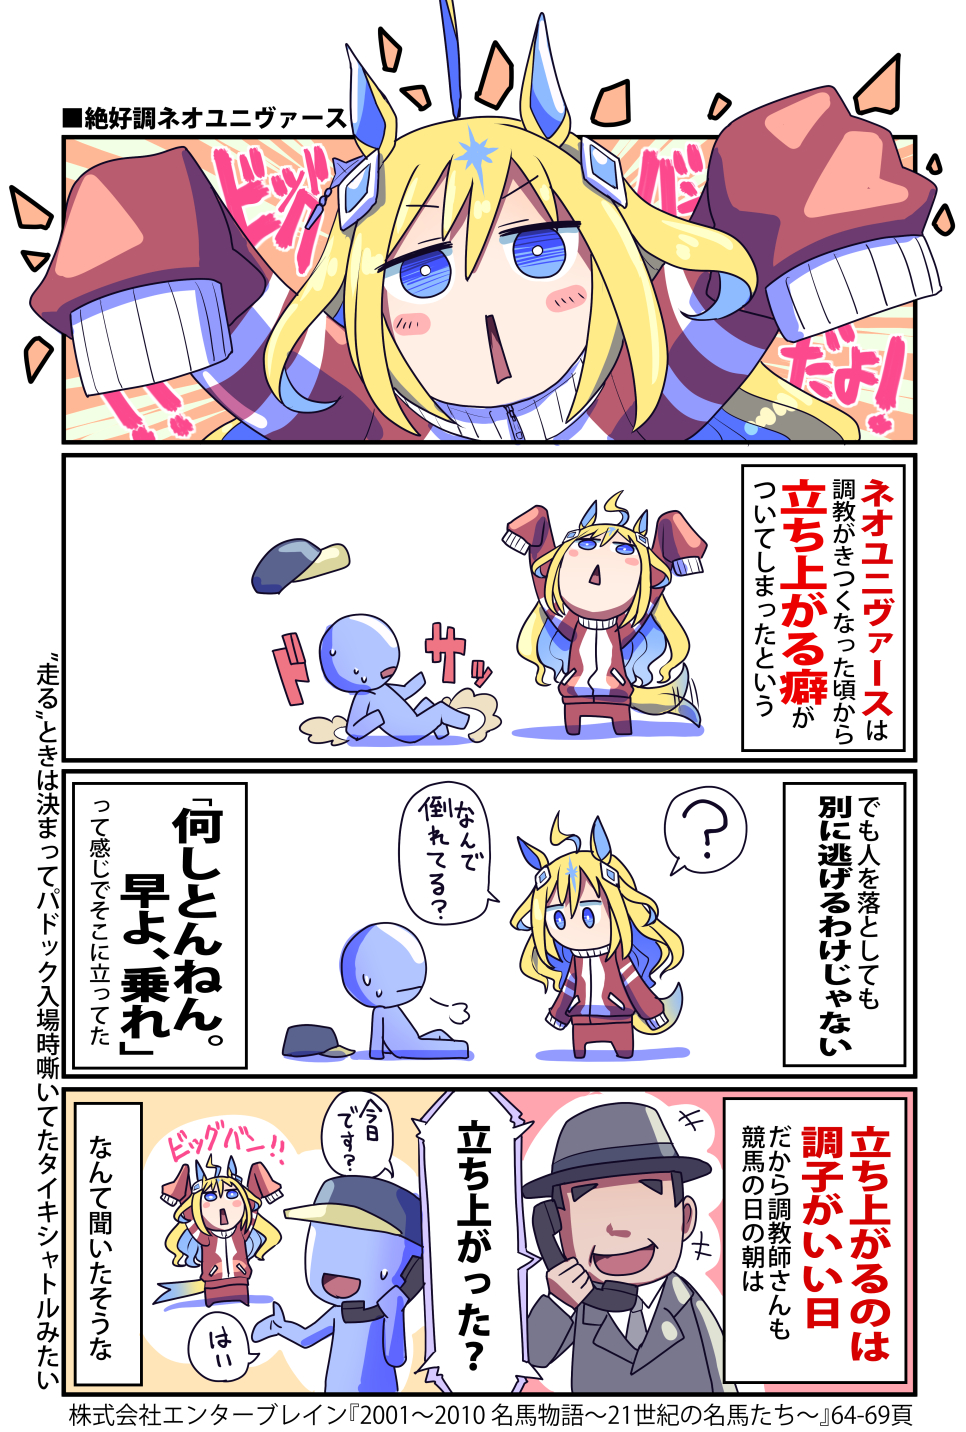 ■絶好調ネオユニヴァース
ビッグ
バン
だよ!
!!
ネオユニヴァースは
調教がきつくなった頃から
立ち上がる癖が
ついてしまったという
ドサッ
でも人を落としても
別に逃げるわけじゃない
?
なんで
倒れてる?
「何しとんねん。
早よ、乗れ」
って感じでそこに立ってた
立ち上がるのは
調子がいい日
だから調教師さんも
競馬の日の朝は
立ち上がった?
今日
です?
ビッグバン!!
はい
なんて聞いたそうな
"走る"ときは決まってパドック入場時嘶いてたタイキシャトルみたい
株式会社エンターブレイン『2001～2010 名馬物語～21世紀の名馬たち～』64-69頁